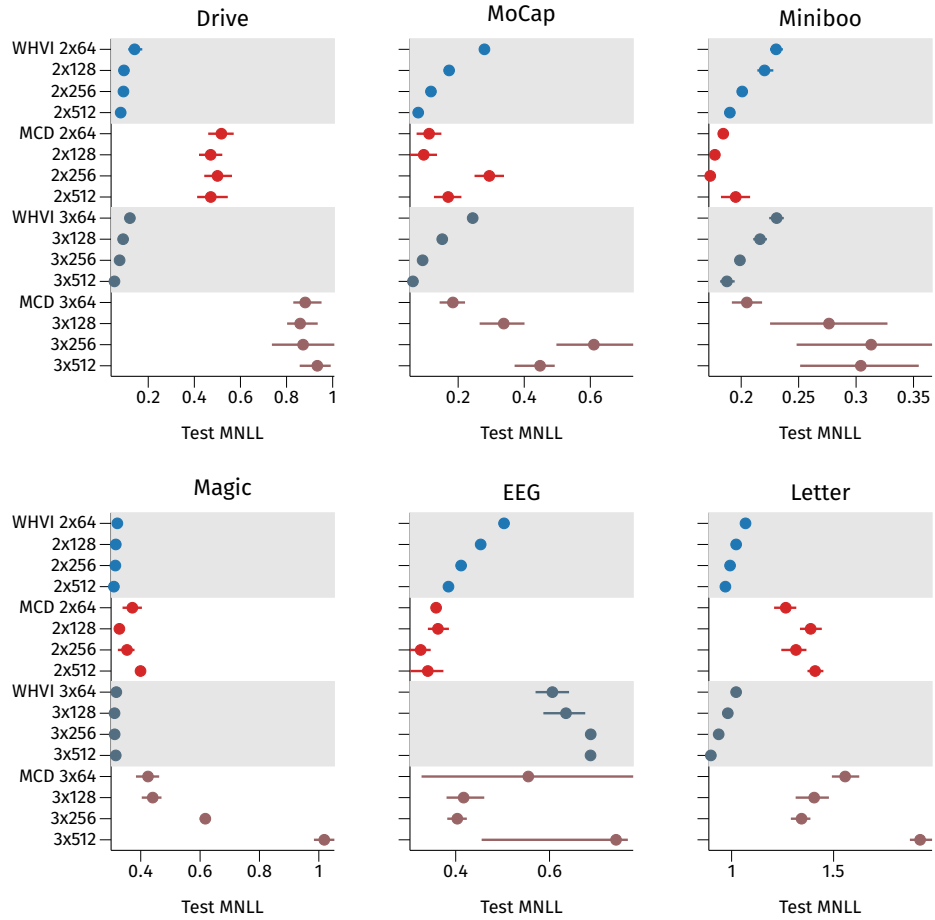 Drive MoCap Miniboo
WHVI 2x64
2x128
2x256
2x512
MCD 2x64
2x128
2x256
2x512
WHVI 3x64
3x128
3x256
3x512
MCD 3x64
3x128
3x256
3x512
0.2 0.4 0.6 0.8 1 0.2 0.4 0.6 0.2 0.25 0.3 0.35
Test MNLL Test MNLL Test MNLL
Magic EEG Letter
WHVI 2x64
2x128
2x256
2x512
MCD 2x64
2x128
2x256
2x512
WHVI 3x64
3x128
3x256
3x512
MCD 3x64
3x128
3x256
3x512
0.4 0.6 0.8 1 0.4 0.6 1 1.5
Test MNLL Test MNLL Test MNLL